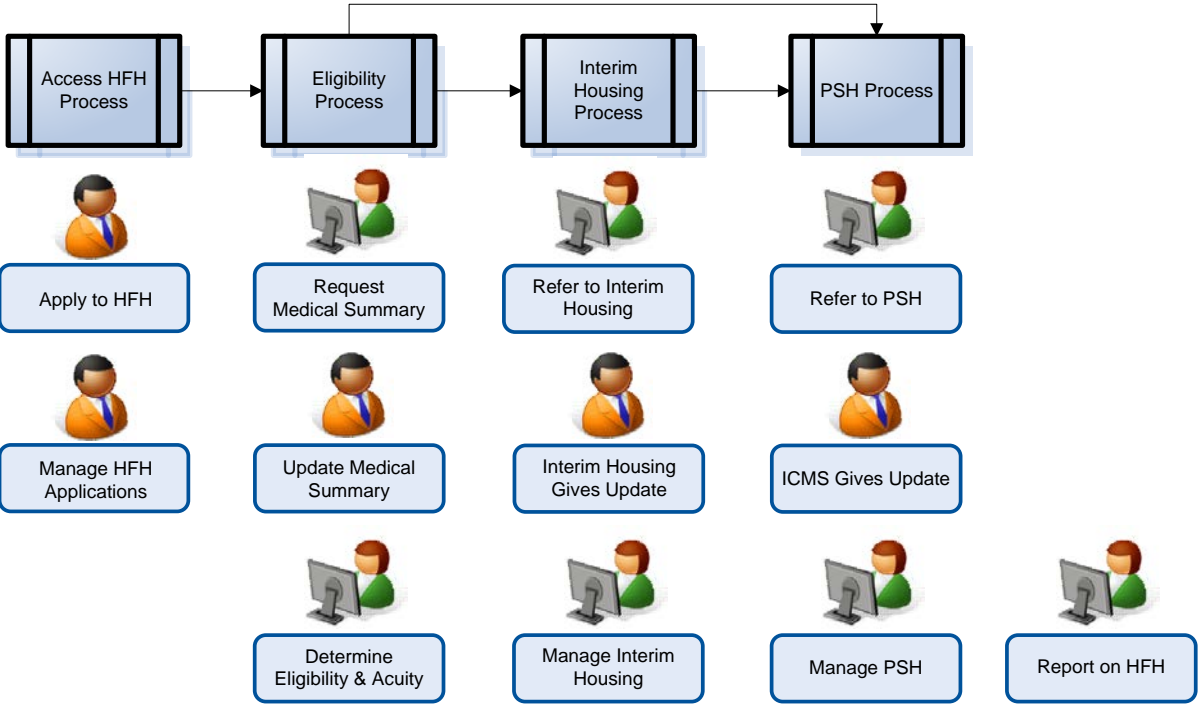 Access HFH
Process
Eligibility
Process
Interim
Housing
Process
PSH Process
Apply to HFH
Request
Medical Summary
Refer to Interim
Housing
Refer to PSH
Manage HFH
Applications
Update Medical
Summary
Interim Housing
Gives Update
ICMS Gives Update
Determine
Eligibility & Acuity
Manage Interim
Housing
Manage PSH
Report on HFH